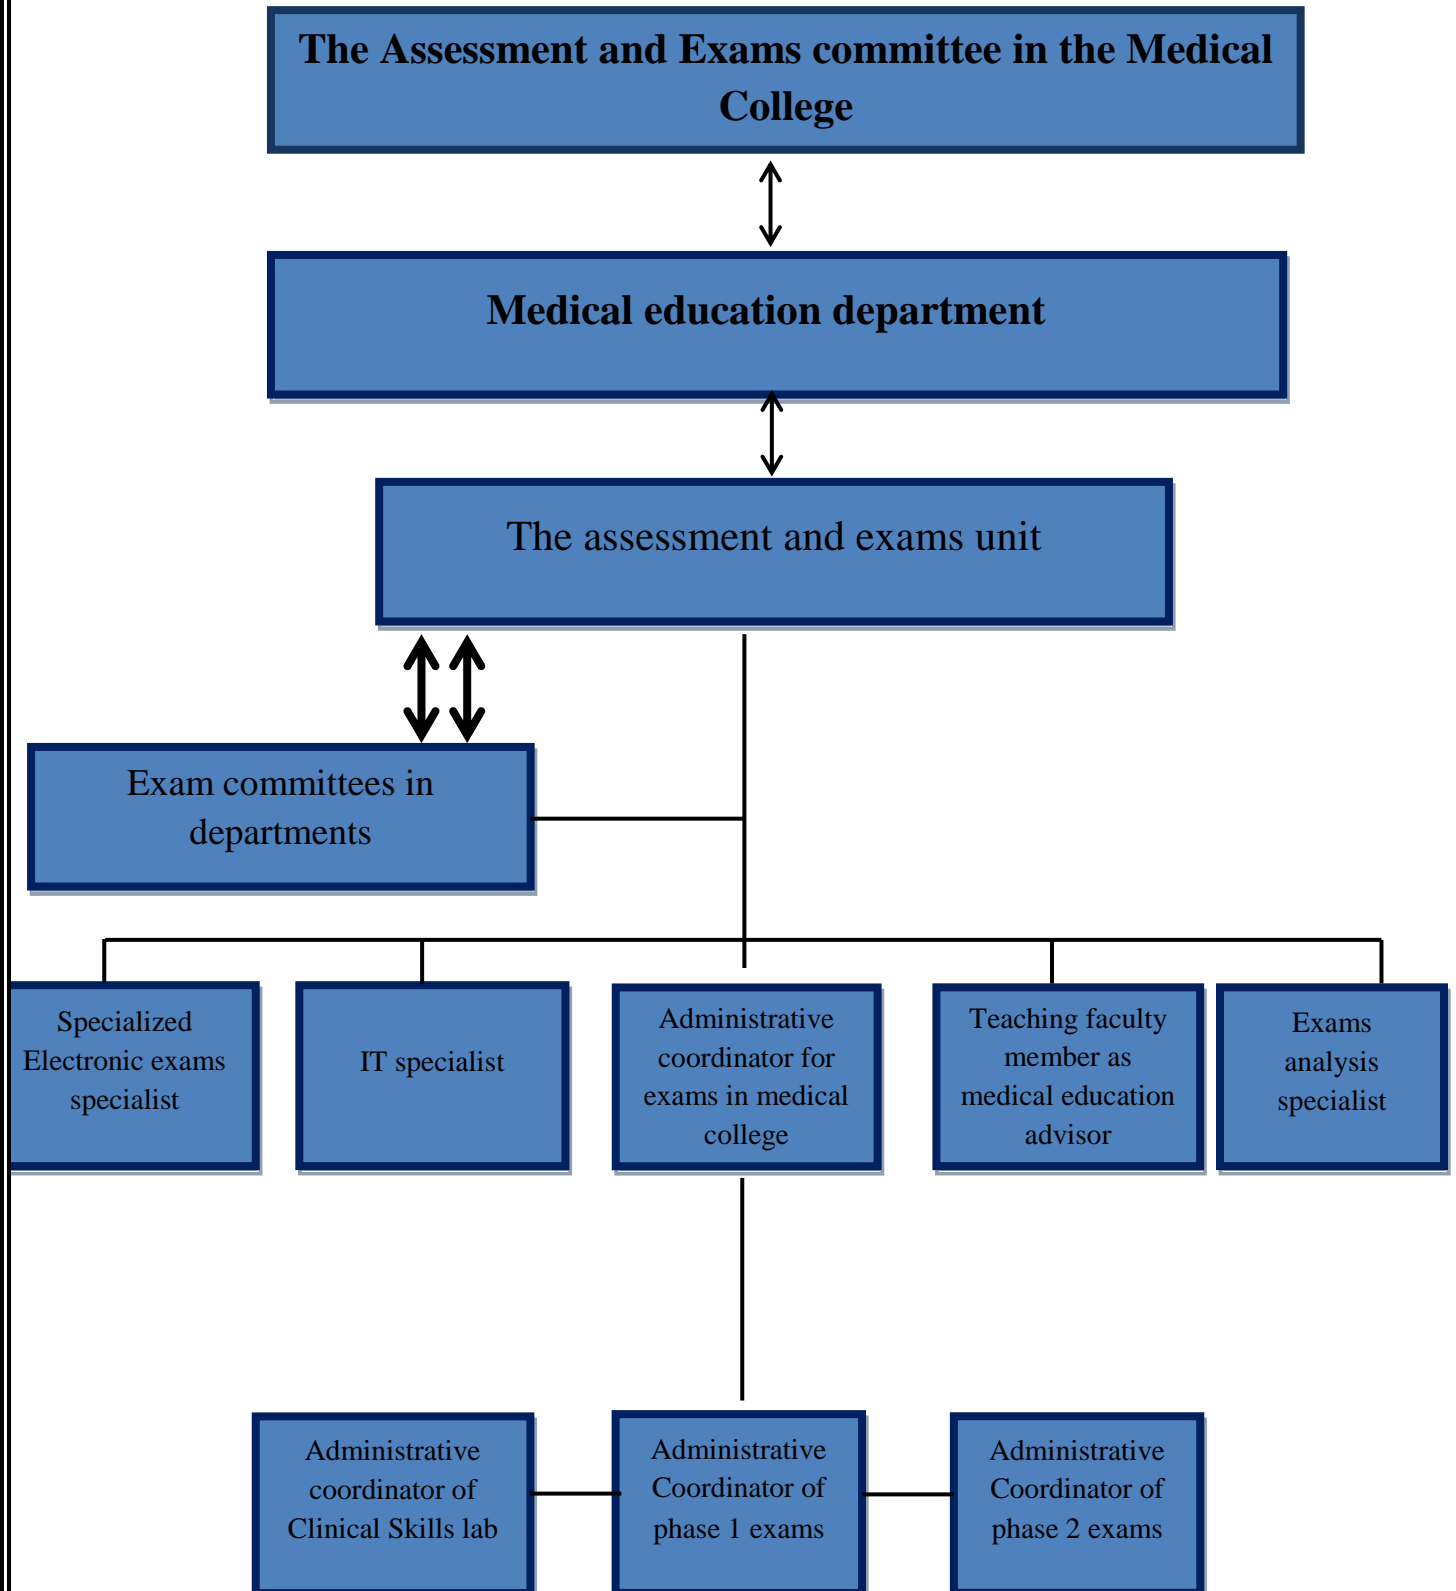 The Assessment and Exams committee in the Medical
College
Medical education department
The assessment and exams unit
Exam committees in
departments
Specialized
Electronic exams
specialist
IT specialist
Administrative
coordinator for
exams in medical
college
Teaching faculty
member as
medical education
advisor
Exams
analysis
specialist
Administrative
coordinator of
Clinical Skills lab
Administrative
Coordinator of
phase 1 exams
Administrative
Coordinator of
phase 2 exams